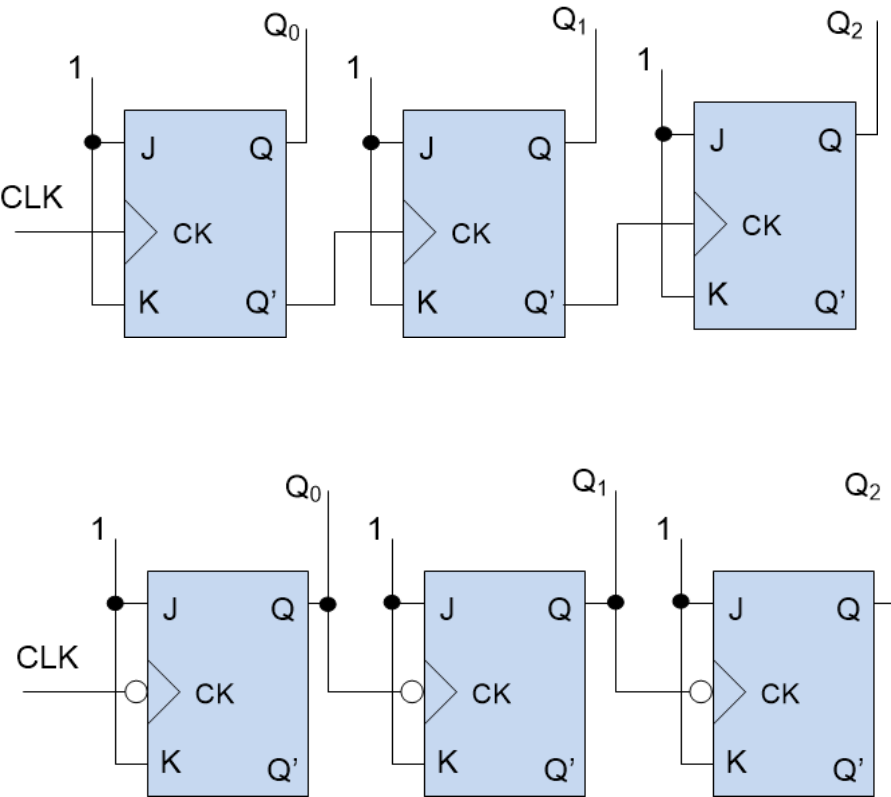 Q₀ Q₁ Q₂
1 1 1
J Q J Q J Q
CLK
CK CK CK
K Q’ K Q’ K Q’
Q₀ Q₁ Q₂
1 1 1
J Q J Q J Q
CLK
CK CK CK
K Q’ K Q’ K Q’